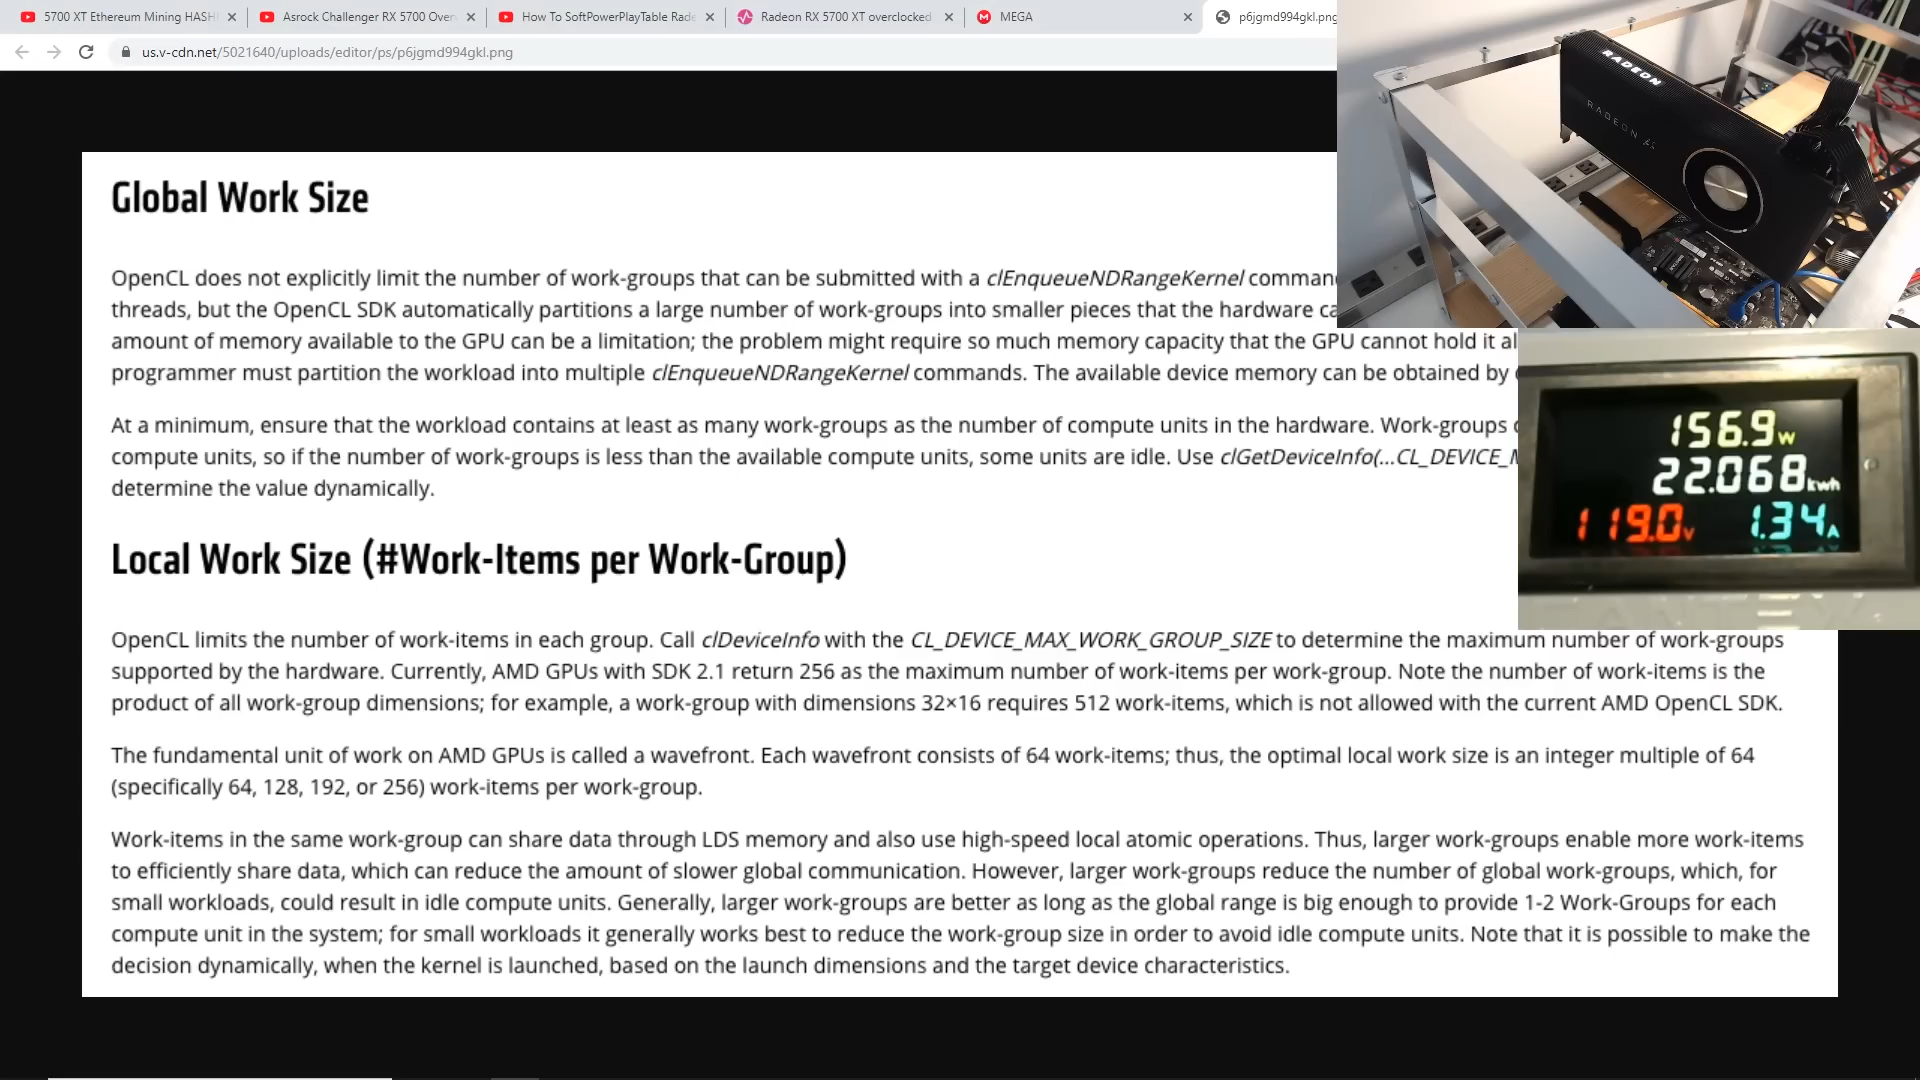 5700 XT Ethereum Mining HASH
Asrock Challenger RX 5700 Over
How To SoftPowerPlayTable Rade
Radeon RX 5700 XT overclocked
MEGA
p6jgmd994gkl.png
us.v-cdn.net/5021640/uploads/editor/ps/p6jgmd994gkl.png
RADEON
RADEON
Global Work Size
OpenCL does not explicitly limit the number of work-groups that can be submitted with a clEnqueueNDRangeKernel comman
threads, but the OpenCL SDK automatically partitions a large number of work-groups into smaller pieces that the hardware ca
amount of memory available to the GPU can be a limitation; the problem might require so much memory capacity that the GPU cannot hold it al
programmer must partition the workload into multiple clEnqueueNDRangeKernel commands. The available device memory can be obtained by
At a minimum, ensure that the workload contains at least as many work-groups as the number of compute units in the hardware. Work-groups
compute units, so if the number of work-groups is less than the available compute units, some units are idle. Use clGetDeviceInfo(...CL_DEVICE_M
determine the value dynamically.
156.9w
22.068kwh
119.0v 1.34A
Local Work Size (#Work-Items per Work-Group)
OpenCL limits the number of work-items in each group. Call clDeviceInfo with the CL_DEVICE_MAX_WORK_GROUP_SIZE to determine the maximum number of work-groups
supported by the hardware. Currently, AMD GPUs with SDK 2.1 return 256 as the maximum number of work-items per work-group. Note the number of work-items is the
product of all work-group dimensions; for example, a work-group with dimensions 32×16 requires 512 work-items, which is not allowed with the current AMD OpenCL SDK.
The fundamental unit of work on AMD GPUs is called a wavefront. Each wavefront consists of 64 work-items; thus, the optimal local work size is an integer multiple of 64
(specifically 64, 128, 192, or 256) work-items per work-group.
Work-items in the same work-group can share data through LDS memory and also use high-speed local atomic operations. Thus, larger work-groups enable more work-items
to efficiently share data, which can reduce the amount of slower global communication. However, larger work-groups reduce the number of global work-groups, which, for
small workloads, could result in idle compute units. Generally, larger work-groups are better as long as the global range is big enough to provide 1-2 Work-Groups for each
compute unit in the system; for small workloads it generally works best to reduce the work-group size in order to avoid idle compute units. Note that it is possible to make the
decision dynamically, when the kernel is launched, based on the launch dimensions and the target device characteristics.